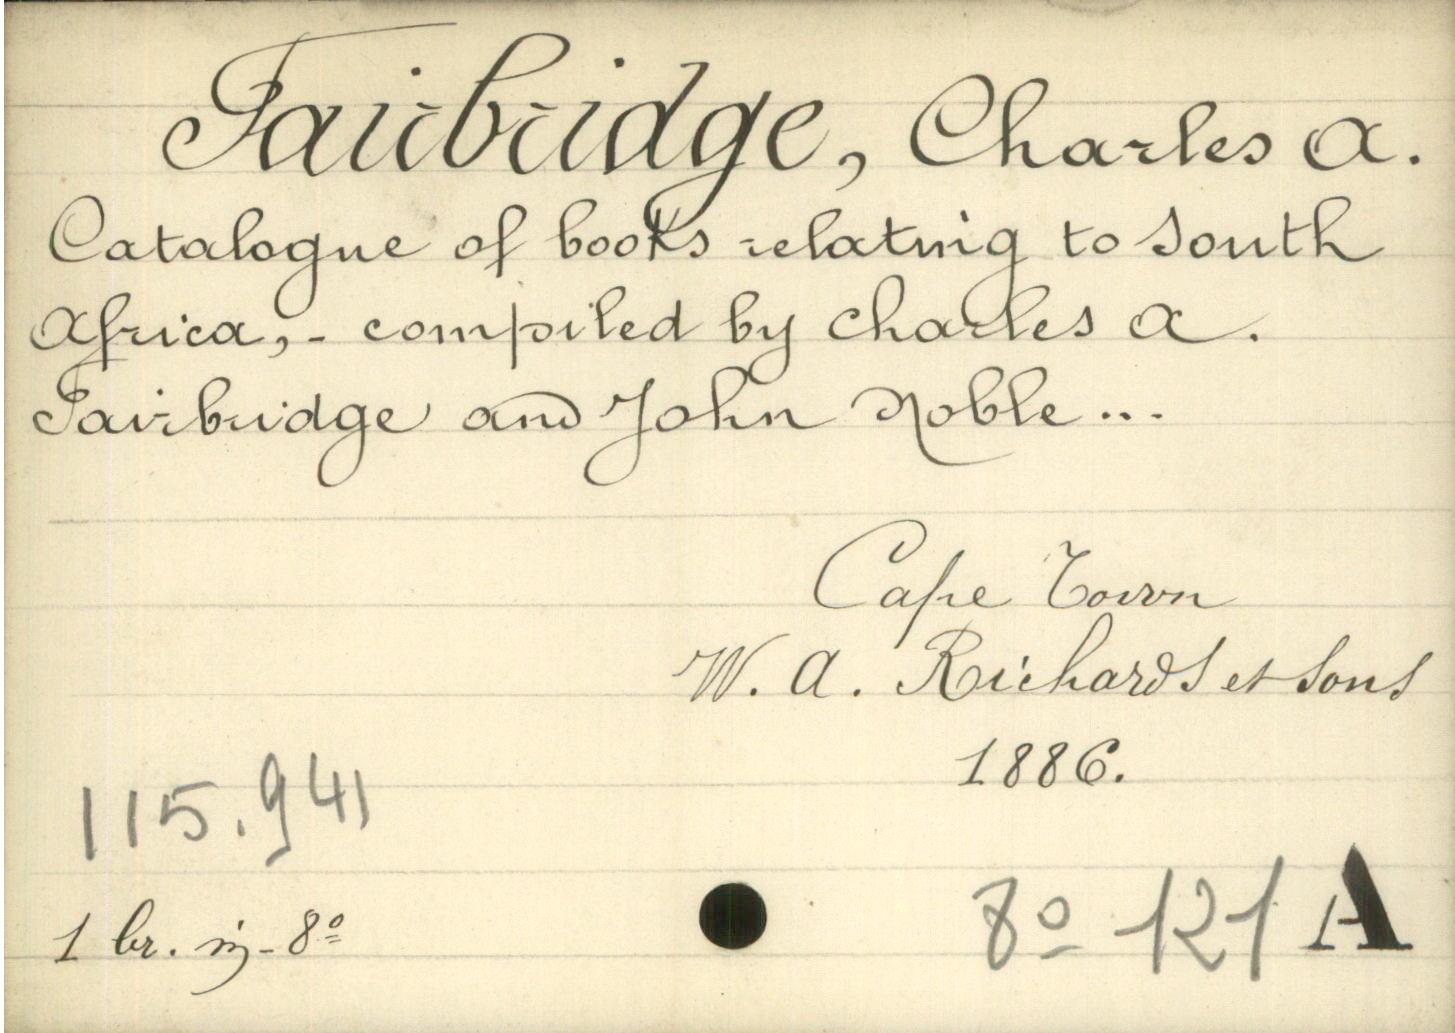 Fairbridge, Charles A.
Catalogue of books relating to South
Africa,- compiled by Charles A.
Fairbridge and John Noble...
Cape Town
W. A. Richards et Sons
1886.
115.941
1 br. in-8º
8º 121 A